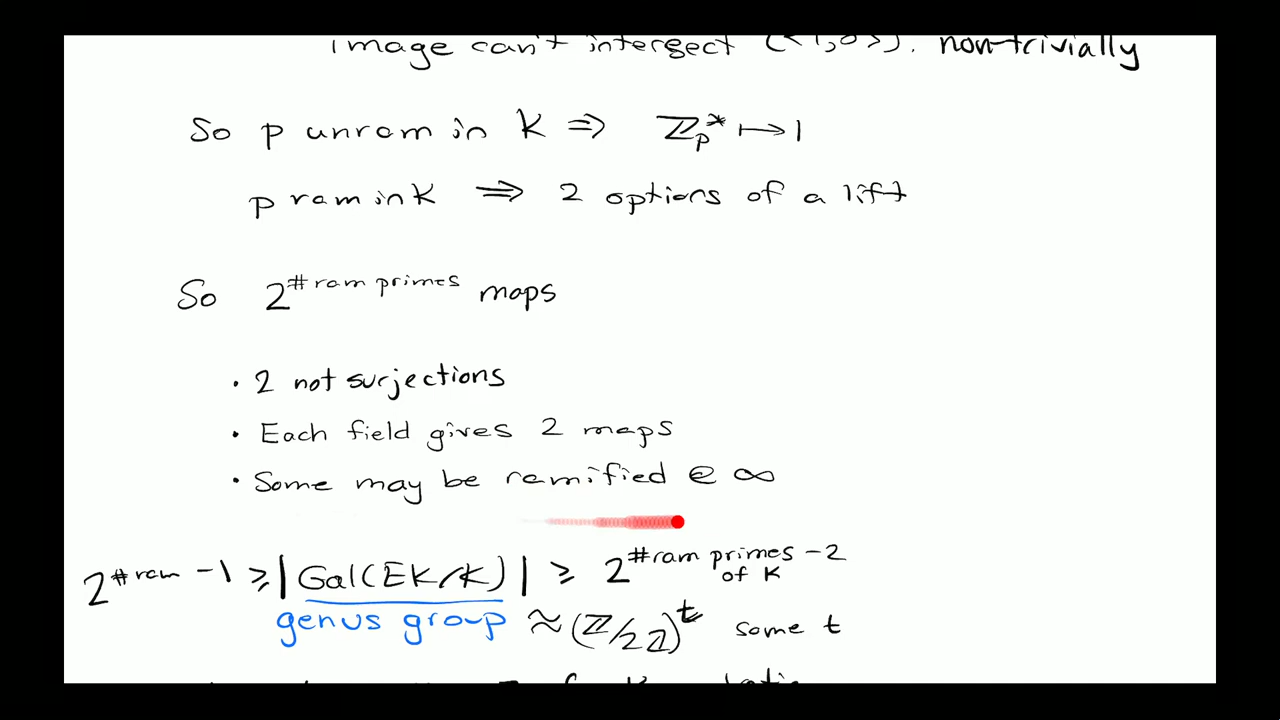 Image can't intersect (<1,0>). non-trivially
So p unram in K ⇒ ℤₚ* ↦ 1
p ram in K ⇒ 2 options of a lift
So 2^{# ram primes} maps
• 2 not surjections
• Each field gives 2 maps
• Some may be ramified @ ∞
2^{# ram - 1} ≥ |Gal(EK/K)| ≥ 2^{# ram primes of K - 2}
genus group ≈ (ℤ/2ℤ)^t some t